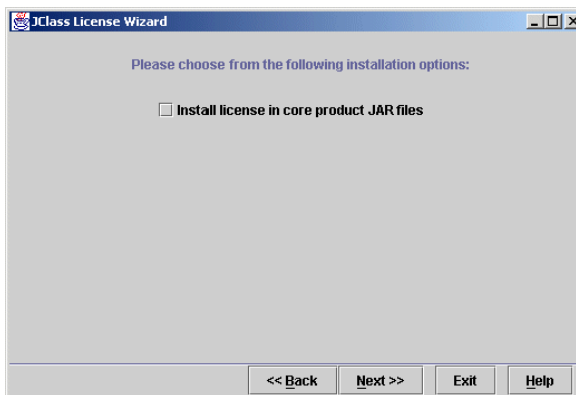 JClass License Wizard
Please choose from the following installation options:
Install license in core product JAR files
<< Back Next >> Exit Help